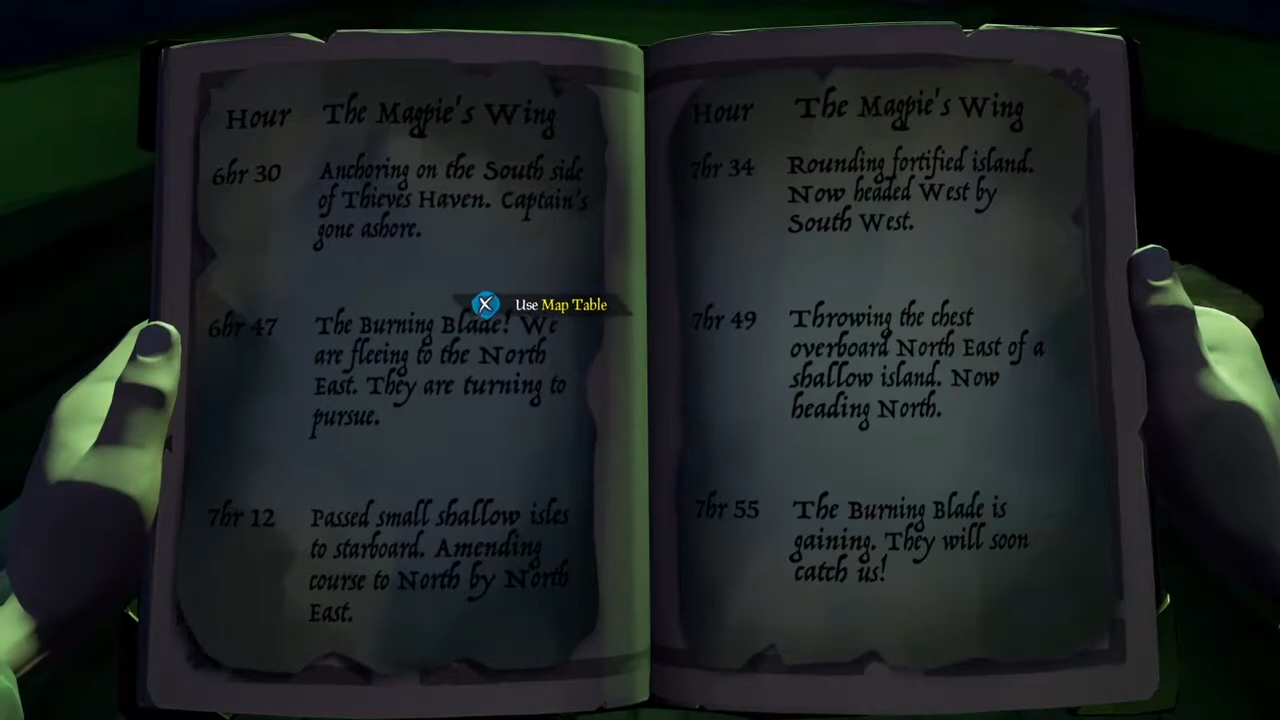 Hour The Magpie's Wing
6hr 30 Anchoring on the South side
of Thieves Haven. Captain's
gone ashore.
Use Map Table
6hr 47 The Burning Blade! We
are fleeing to the North
East. They are turning to
pursue.
7hr 12 Passed small shallow isles
to starboard. Amending
course to North by North
East.
Hour The Magpie's Wing
7hr 34 Rounding fortified island.
Now headed West by
South West.
7hr 49 Throwing the chest
overboard North East of a
shallow island. Now
heading North.
7hr 55 The Burning Blade is
gaining. They will soon
catch us!